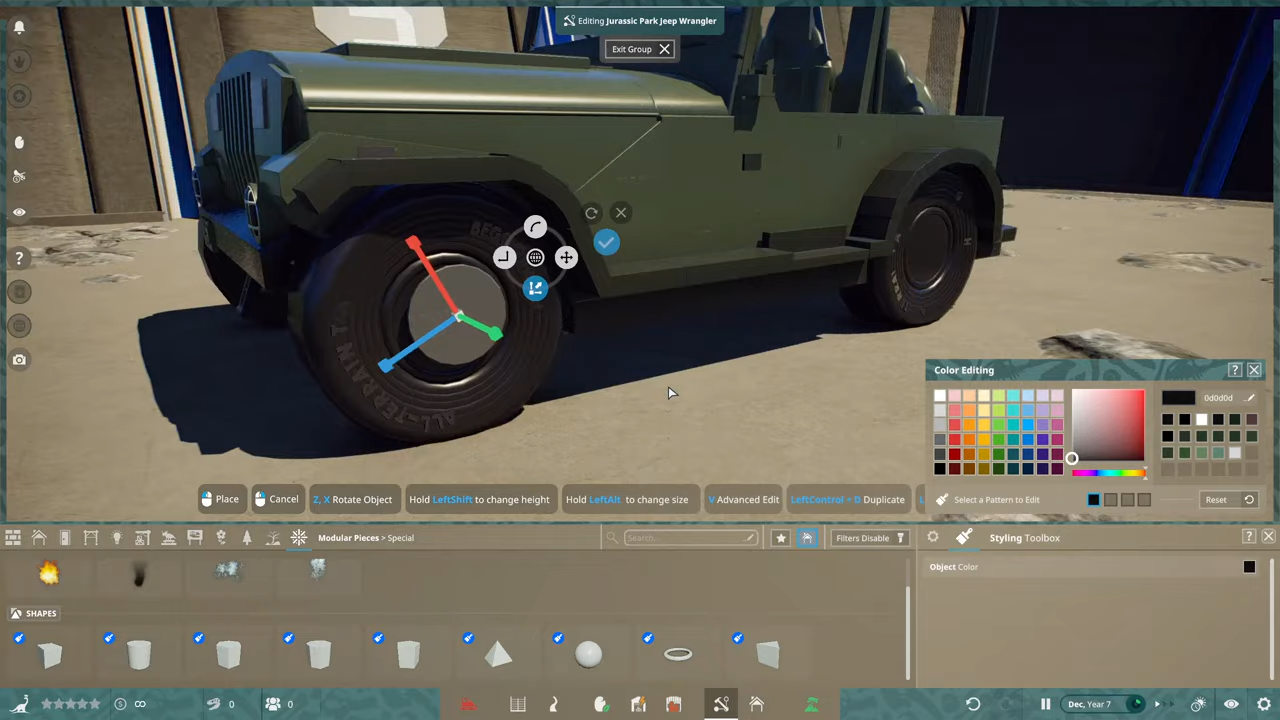 Editing Jurassic Park Jeep Wrangler
Exit Group
ALL-TERRAIN T
Color Editing
?
0d0d0d
?
Place
Cancel
Z, X Rotate Object
Hold LeftShift to change height
Hold LeftAlt to change size
V Advanced Edit
LeftControl + D Duplicate
Select a Pattern to Edit
Reset
Modular Pieces > Special
Search...
Filters Disable
Styling Toolbox
?
Object Color
SHAPES
∞
0
0
Dec, Year 7